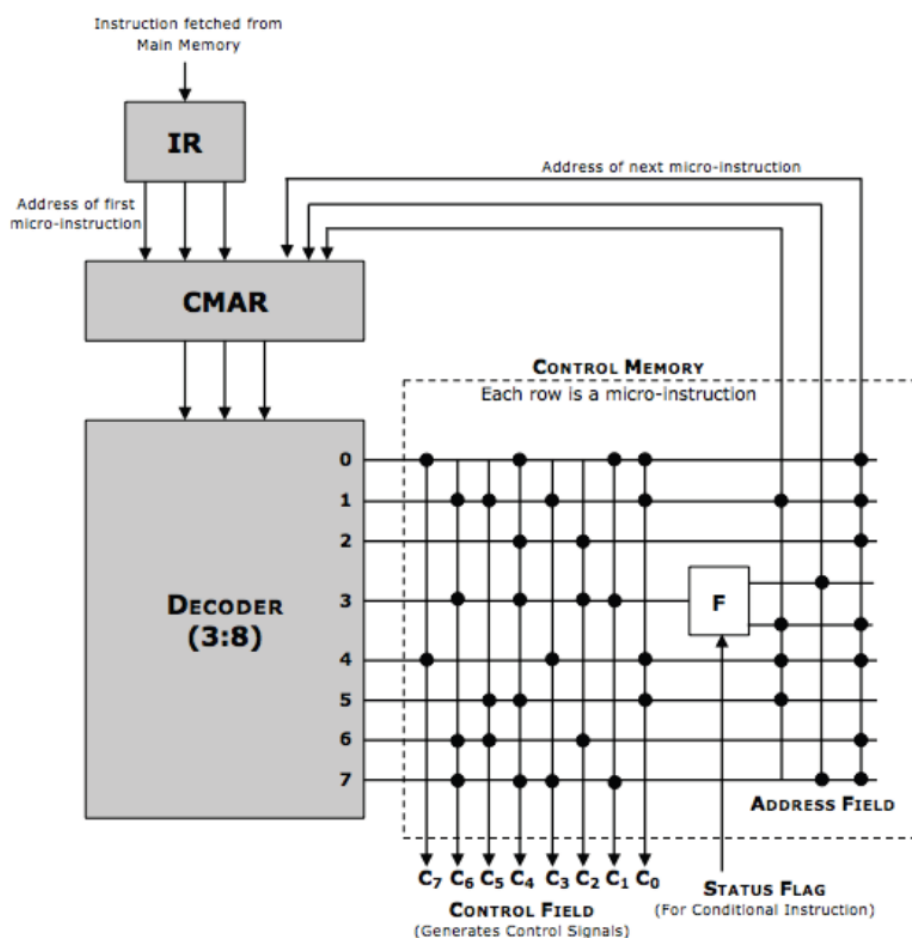 Instruction fetched from
Main Memory
IR
Address of next micro-instruction
Address of first
micro-instruction
CMAR
CONTROL MEMORY
Each row is a micro-instruction
0
1
2
DECODER
(3:8)
3
F
4
5
6
7
ADDRESS FIELD
C₇ C₆ C₅ C₄ C₃ C₂ C₁ C₀
STATUS FLAG
CONTROL FIELD
(For Conditional Instruction)
(Generates Control Signals)